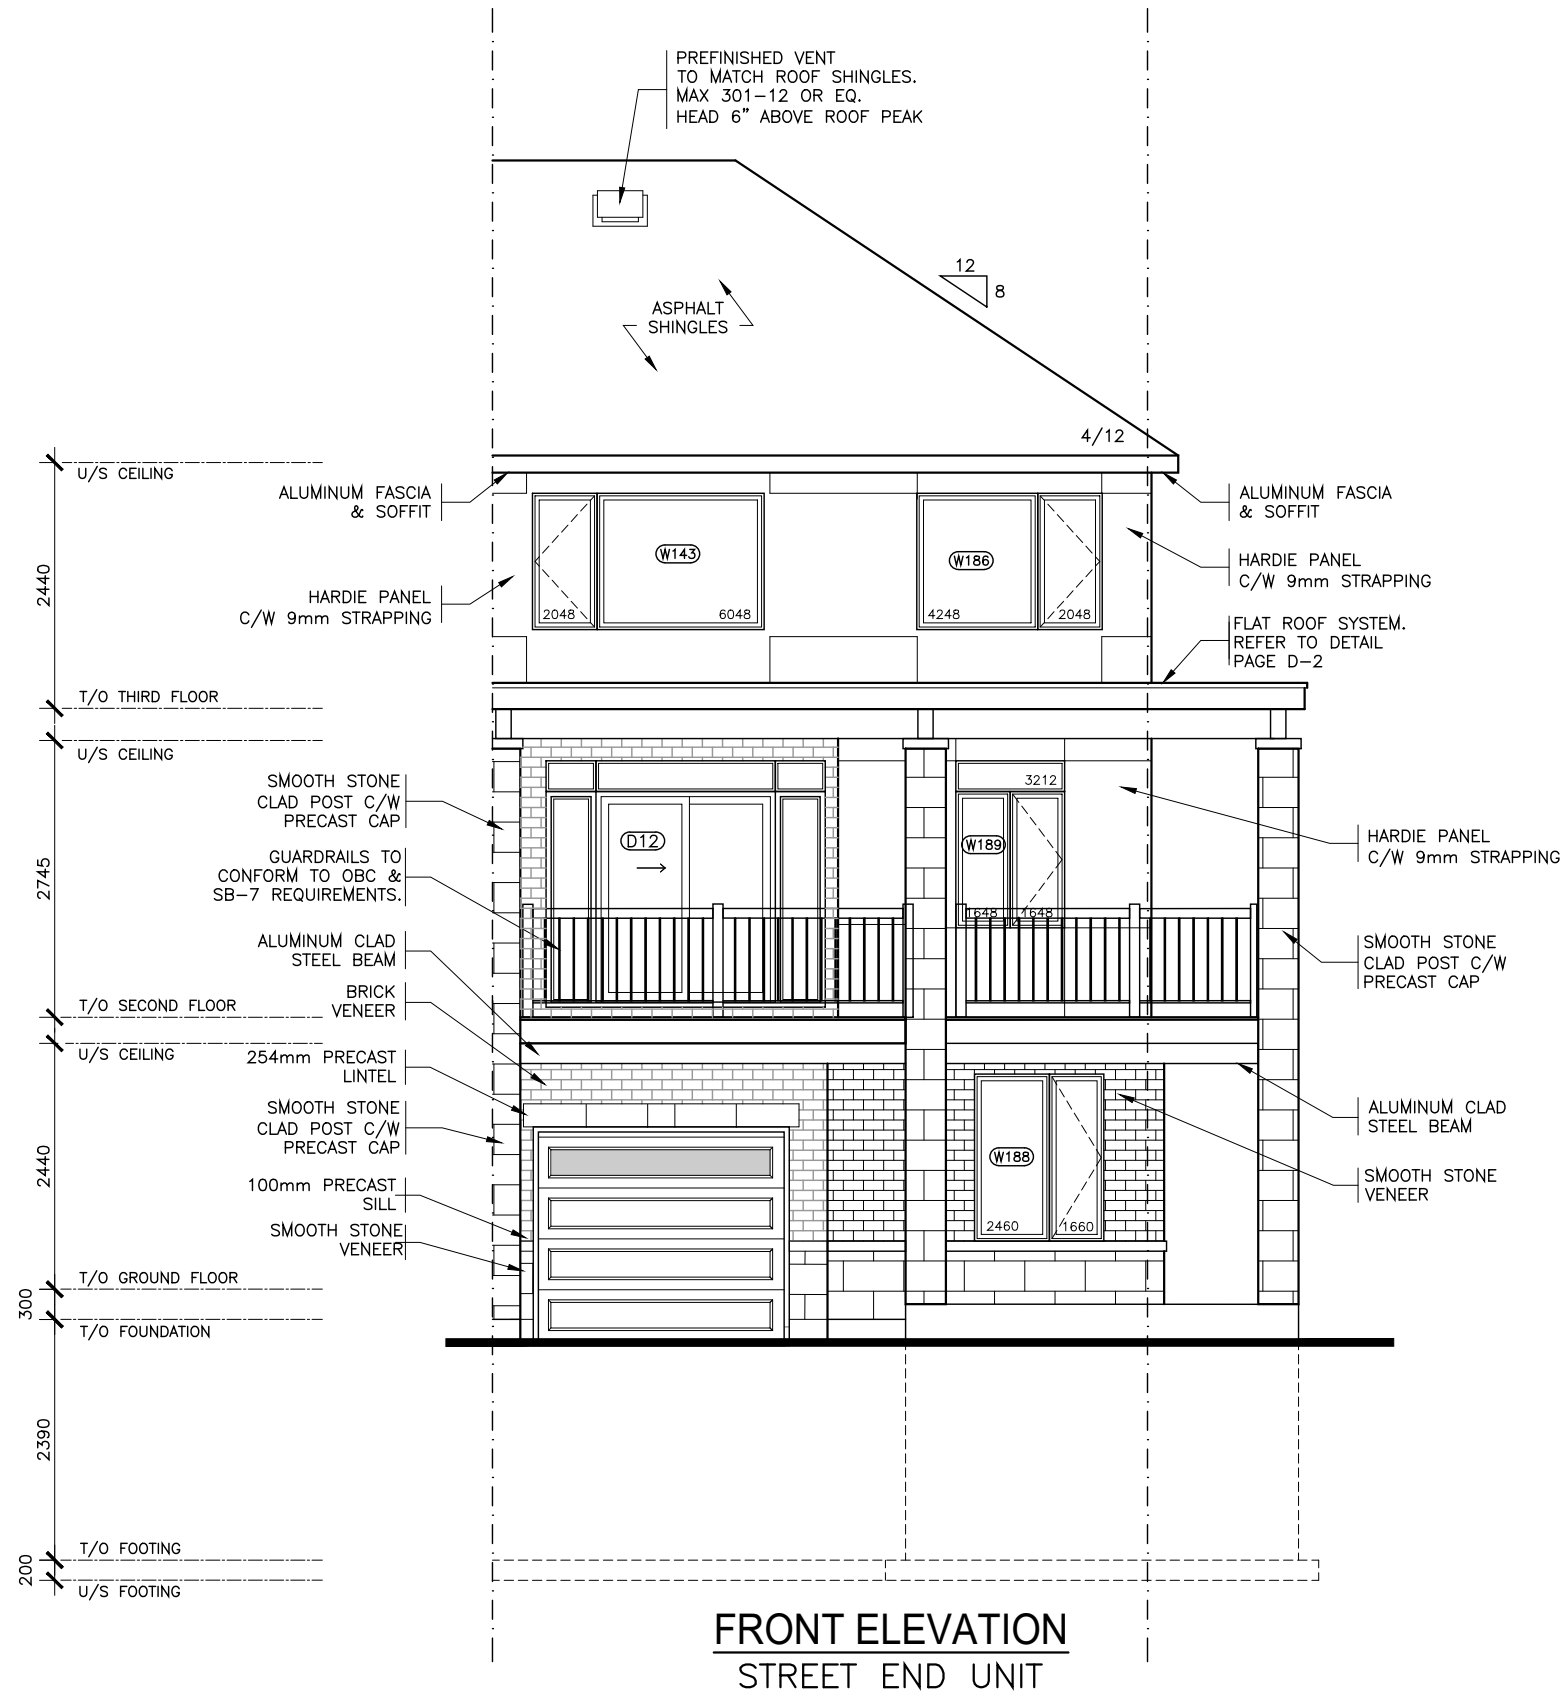 PREFINISHED VENT
TO MATCH ROOF SHINGLES.
MAX 301-12 OR EQ.
HEAD 6" ABOVE ROOF PEAK
12
8
ASPHALT
SHINGLES
4/12
U/S CEILING
ALUMINUM FASCIA
& SOFFIT
ALUMINUM FASCIA
& SOFFIT
W143
W186
HARDIE PANEL
C/W 9mm STRAPPING
2440
HARDIE PANEL
C/W 9mm STRAPPING
2048
6048
4248
2048
FLAT ROOF SYSTEM.
REFER TO DETAIL
PAGE D-2
T/O THIRD FLOOR
U/S CEILING
SMOOTH STONE
CLAD POST C/W
PRECAST CAP
3212
D12
W189
HARDIE PANEL
C/W 9mm STRAPPING
GUARDRAILS TO
CONFORM TO OBC &
SB-7 REQUIREMENTS.
2745
1648
1648
ALUMINUM CLAD
STEEL BEAM
SMOOTH STONE
CLAD POST C/W
PRECAST CAP
BRICK
VENEER
T/O SECOND FLOOR
U/S CEILING
254mm PRECAST
LINTEL
SMOOTH STONE
CLAD POST C/W
PRECAST CAP
ALUMINUM CLAD
STEEL BEAM
2440
W188
100mm PRECAST
SILL
SMOOTH STONE
VENEER
SMOOTH STONE
VENEER
2460
1660
T/O GROUND FLOOR
300
T/O FOUNDATION
2390
T/O FOOTING
200
U/S FOOTING
FRONT ELEVATION
STREET END UNIT